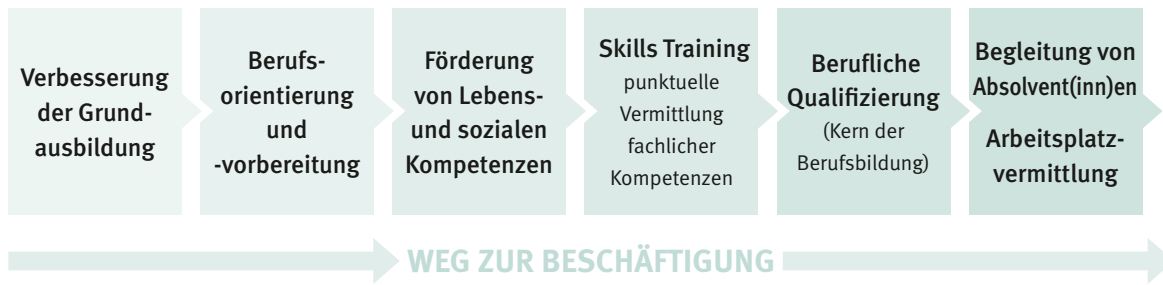 Verbesserung
der Grund-
ausbildung
Berufs-
orientierung
und
-vorbereitung
Förderung
von Lebens-
und sozialen
Kompetenzen
Skills Training
punktuelle
Vermittlung
fachlicher
Kompetenzen
Berufliche
Qualifizierung
(Kern der
Berufsbildung)
Begleitung von
Absolvent(inn)en
Arbeitsplatz-
vermittlung
WEG ZUR BESCHÄFTIGUNG